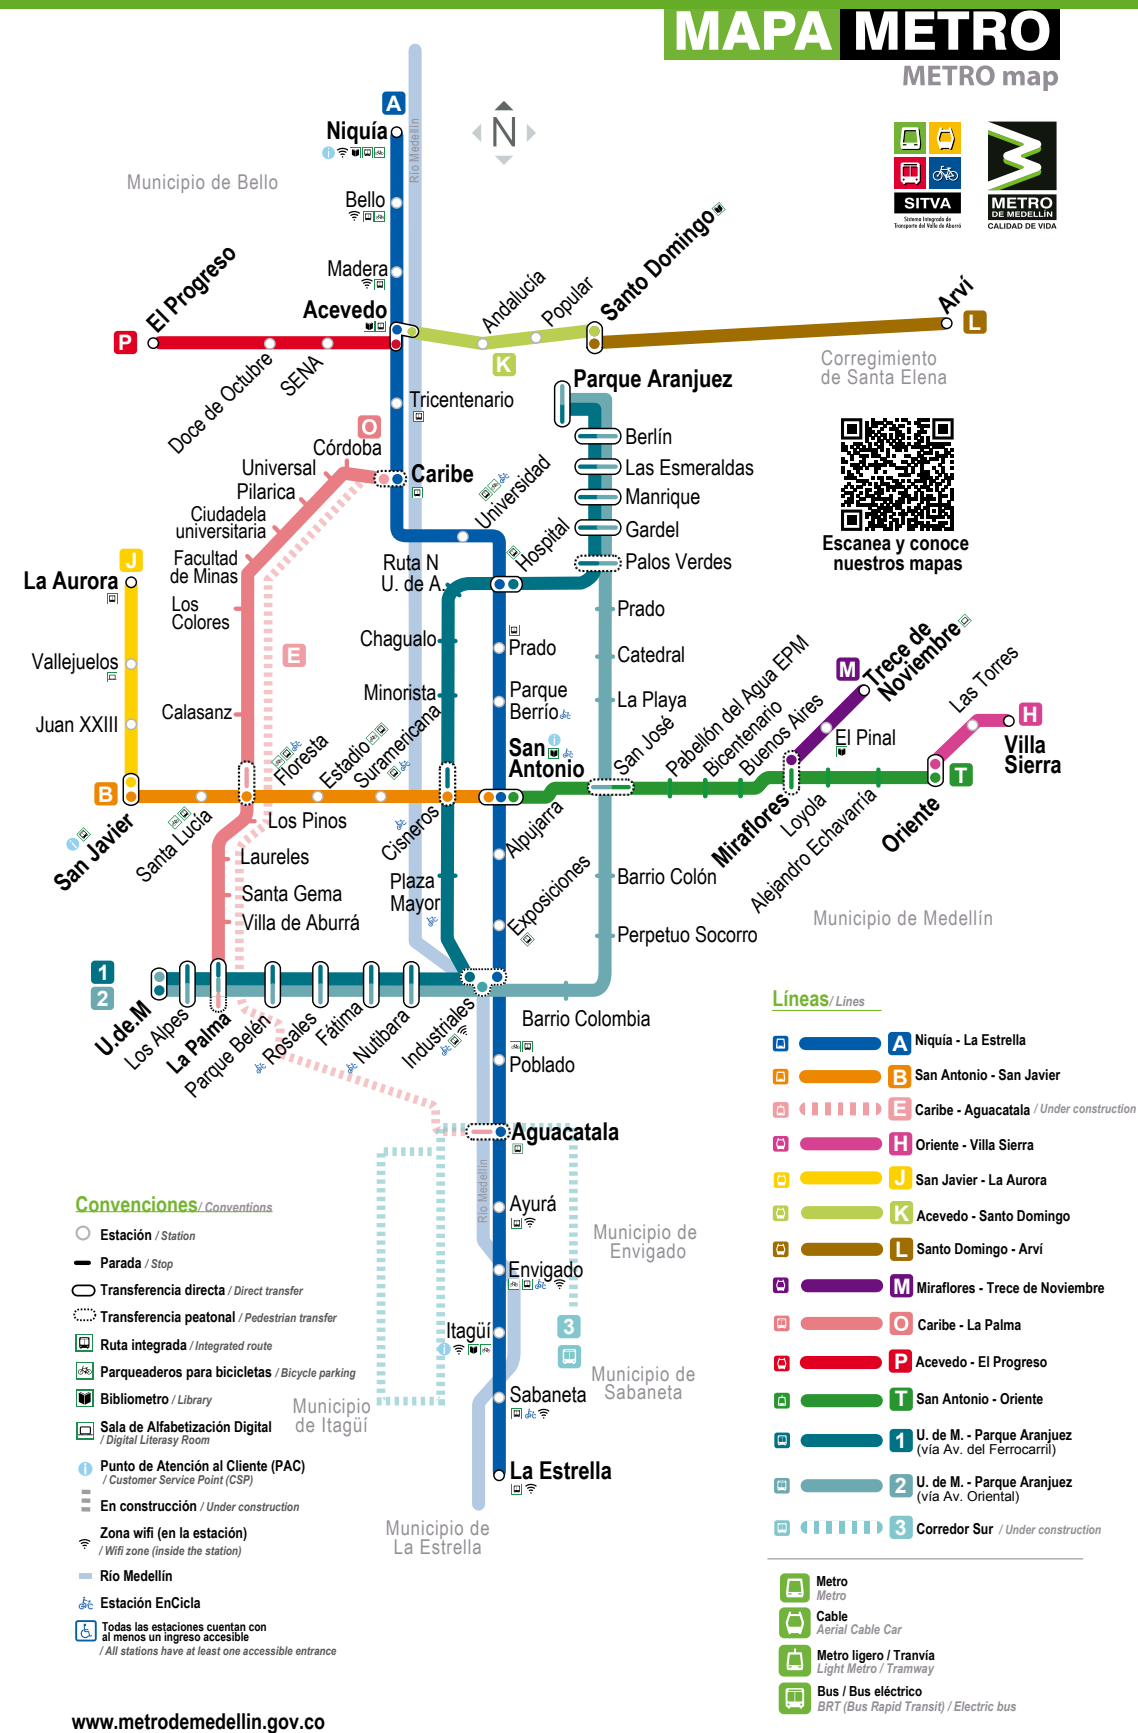 MAPA METRO
METRO map
SITVA
Sistema Integrado de
Transporte del Valle de Aburrá
METRO
DE MEDELLÍN
CALIDAD DE VIDA
A
Niquía
Río Medellín
N
Municipio de Bello
Bello
Madera
Acevedo
El Progreso
P
Doce de Octubre
SENA
K
Andalucía
Popular
Santo Domingo
Arví
L
Corregimiento
de Santa Elena
Escanea y conoce
nuestros mapas
Tricentenario
Parque Aranjuez
Berlín
Las Esmeraldas
Manrique
Gardel
Palos Verdes
Prado
Catedral
La Playa
O
Córdoba
Universal
Pilarica
Ciudadela
universitaria
Facultad
de Minas
Los
Colores
Calasanz
Caribe
Universidad
Hospital
Ruta N
U. de A.
Chagualo
Minorista
Prado
Parque
Berrío
San
Antonio
J
La Aurora
Vallejuelos
Juan XXIII
E
B
San Javier
Santa Lucía
Floresta
Estadio
Suramericana
Cisneros
Los Pinos
Laureles
Santa Gema
Villa de Aburrá
Plaza
Mayor
Alpujarra
Exposiciones
San José
Pabellón del Agua EPM
Bicentenario
Buenos Aires
Miraflores
Loyola
Alejandro Echavarría
Oriente
T
M
Trece de
Noviembre
El Pinal
Las Torres
H
Villa
Sierra
Barrio Colón
Perpetuo Socorro
Municipio de Medellín
1
2
U.de.M
Los Alpes
La Palma
Parque Belén
Rosales
Fátima
Nutibara
Industriales
Barrio Colombia
Poblado
Aguacatala
Río Medellín
Ayurá
Municipio de
Envigado
Envigado
Itagüí
3
Municipio de
Sabaneta
Sabaneta
Municipio
de Itagüí
La Estrella
Municipio de
La Estrella
Convenciones / Conventions
Estación / Station
Parada / Stop
Transferencia directa / Direct transfer
Transferencia peatonal / Pedestrian transfer
Ruta integrada / Integrated route
Parqueaderos para bicicletas / Bicycle parking
Bibliometro / Library
Sala de Alfabetización Digital
/ Digital Literasy Room
Punto de Atención al Cliente (PAC)
/ Customer Service Point (CSP)
En construcción / Under construction
Zona wifi (en la estación)
/ Wifi zone (inside the station)
Río Medellín
Estación EnCicla
Todas las estaciones cuentan con
al menos un ingreso accesible
/ All stations have at least one accessible entrance
www.metrodemedellin.gov.co
Líneas / Lines
A Niquía - La Estrella
B San Antonio - San Javier
E Caribe - Aguacatala / Under construction
H Oriente - Villa Sierra
J San Javier - La Aurora
K Acevedo - Santo Domingo
L Santo Domingo - Arví
M Miraflores - Trece de Noviembre
O Caribe - La Palma
P Acevedo - El Progreso
T San Antonio - Oriente
1 U. de M. - Parque Aranjuez
(vía Av. del Ferrocarril)
2 U. de M. - Parque Aranjuez
(vía Av. Oriental)
3 Corredor Sur / Under construction
Metro
Metro
Cable
Aerial Cable Car
Metro ligero / Tranvía
Light Metro / Tramway
Bus / Bus eléctrico
BRT (Bus Rapid Transit) / Electric bus